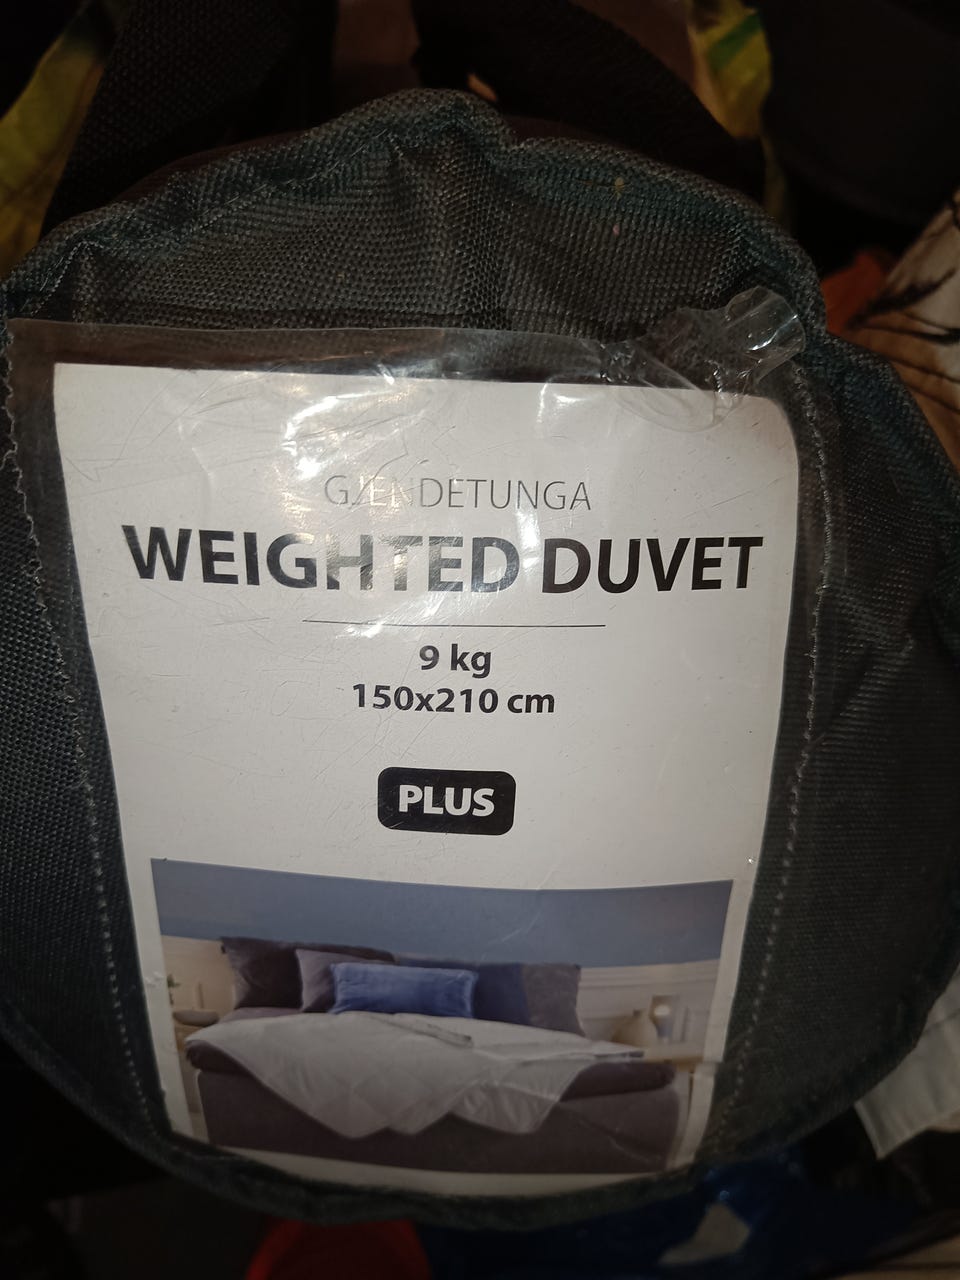 GJENDETUNGA
WEIGHTED DUVET
9 kg
150x210 cm
PLUS